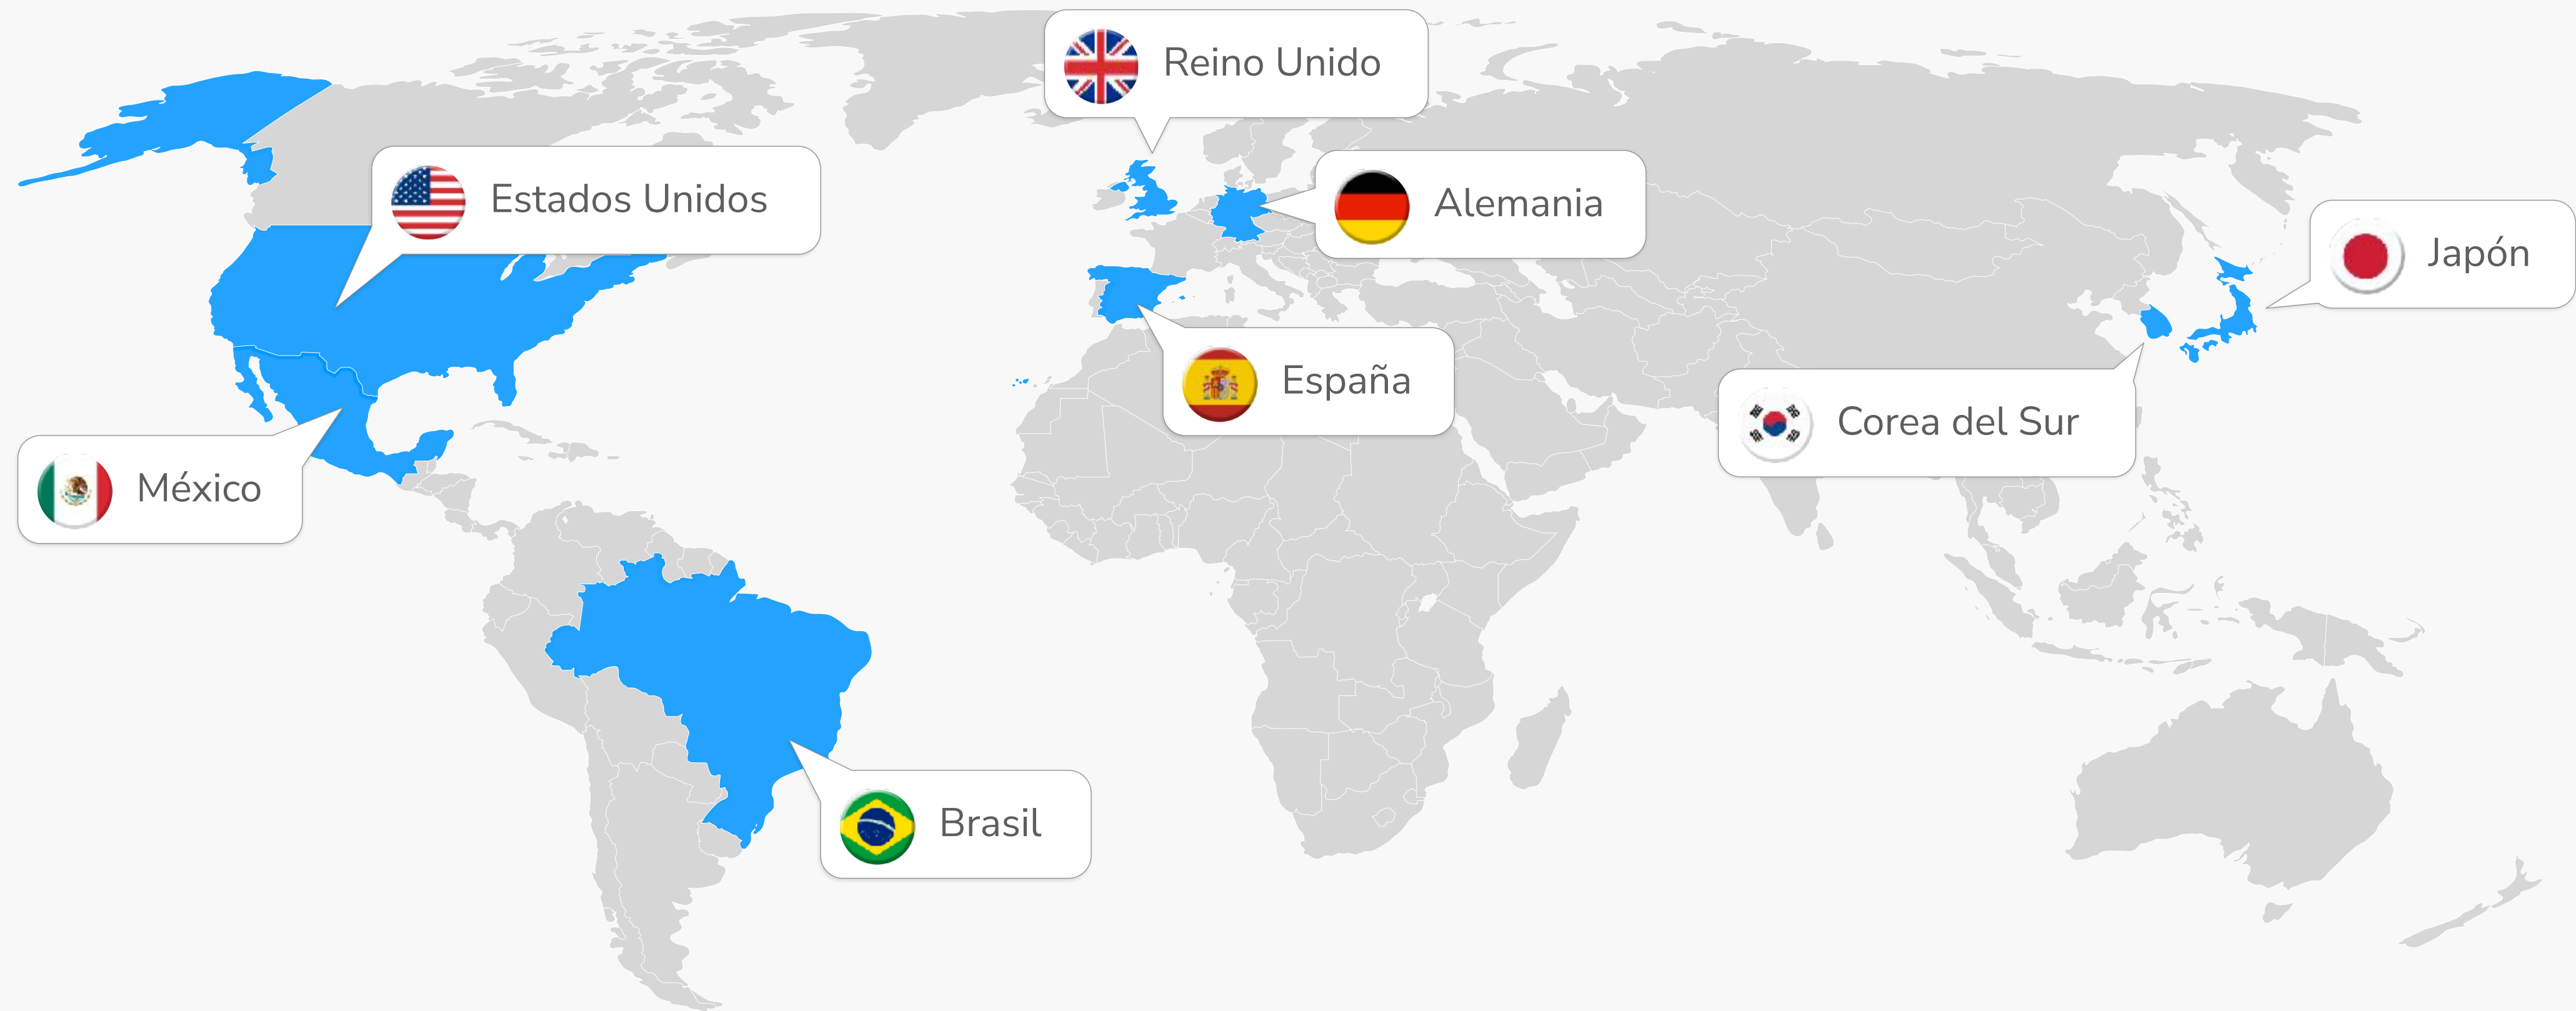 Reino Unido
Estados Unidos
Alemania
Japón
España
Corea del Sur
México
Brasil